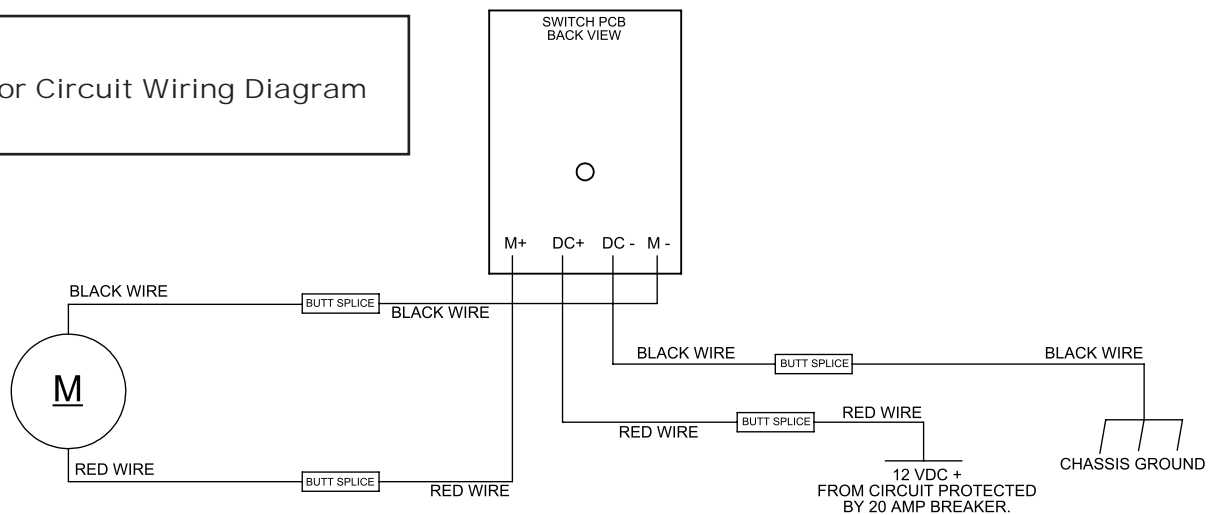 or Circuit Wiring Diagram
SWITCH PCB
BACK VIEW
M+ DC+ DC - M -
BLACK WIRE
BUTT SPLICE
BLACK WIRE
M
RED WIRE
BUTT SPLICE
RED WIRE
BLACK WIRE
BUTT SPLICE
BLACK WIRE
RED WIRE
BUTT SPLICE
RED WIRE
12 VDC +
FROM CIRCUIT PROTECTED
BY 20 AMP BREAKER.
CHASSIS GROUND